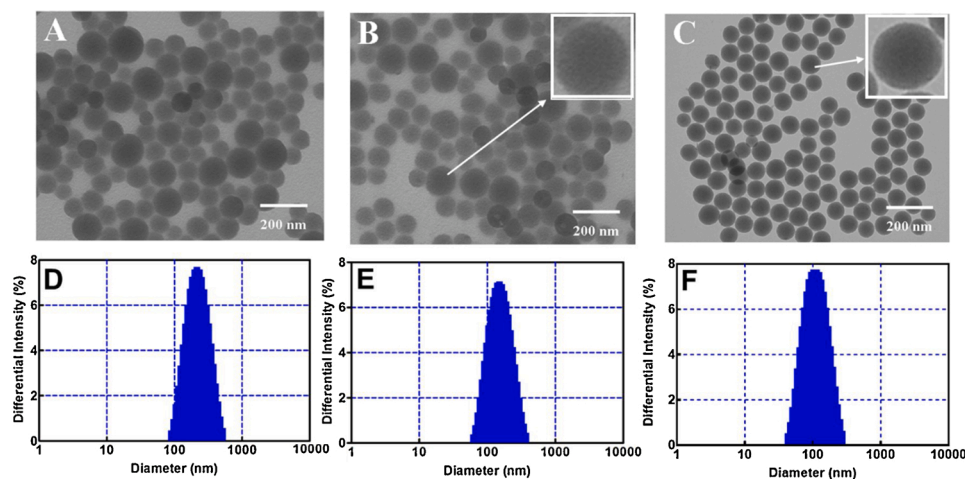 A
200 nm
B
200 nm
C
200 nm
D
Differential Intensity (%)
8
6
4
2
0
1 10 100 1000 10000
Diameter (nm)
E
Differential Intensity (%)
8
6
4
2
0
1 10 100 1000 10000
Diameter (nm)
F
Differential Intensity (%)
8
6
4
2
0
1 10 100 1000 10000
Diameter (nm)